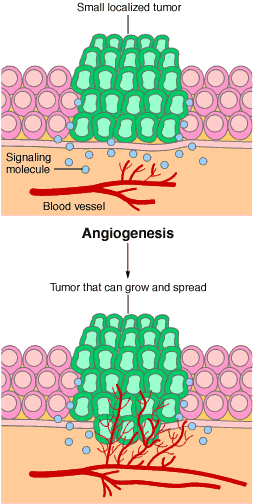 Small localized tumor
Signaling
molecule
Blood vessel
Angiogenesis
Tumor that can grow and spread